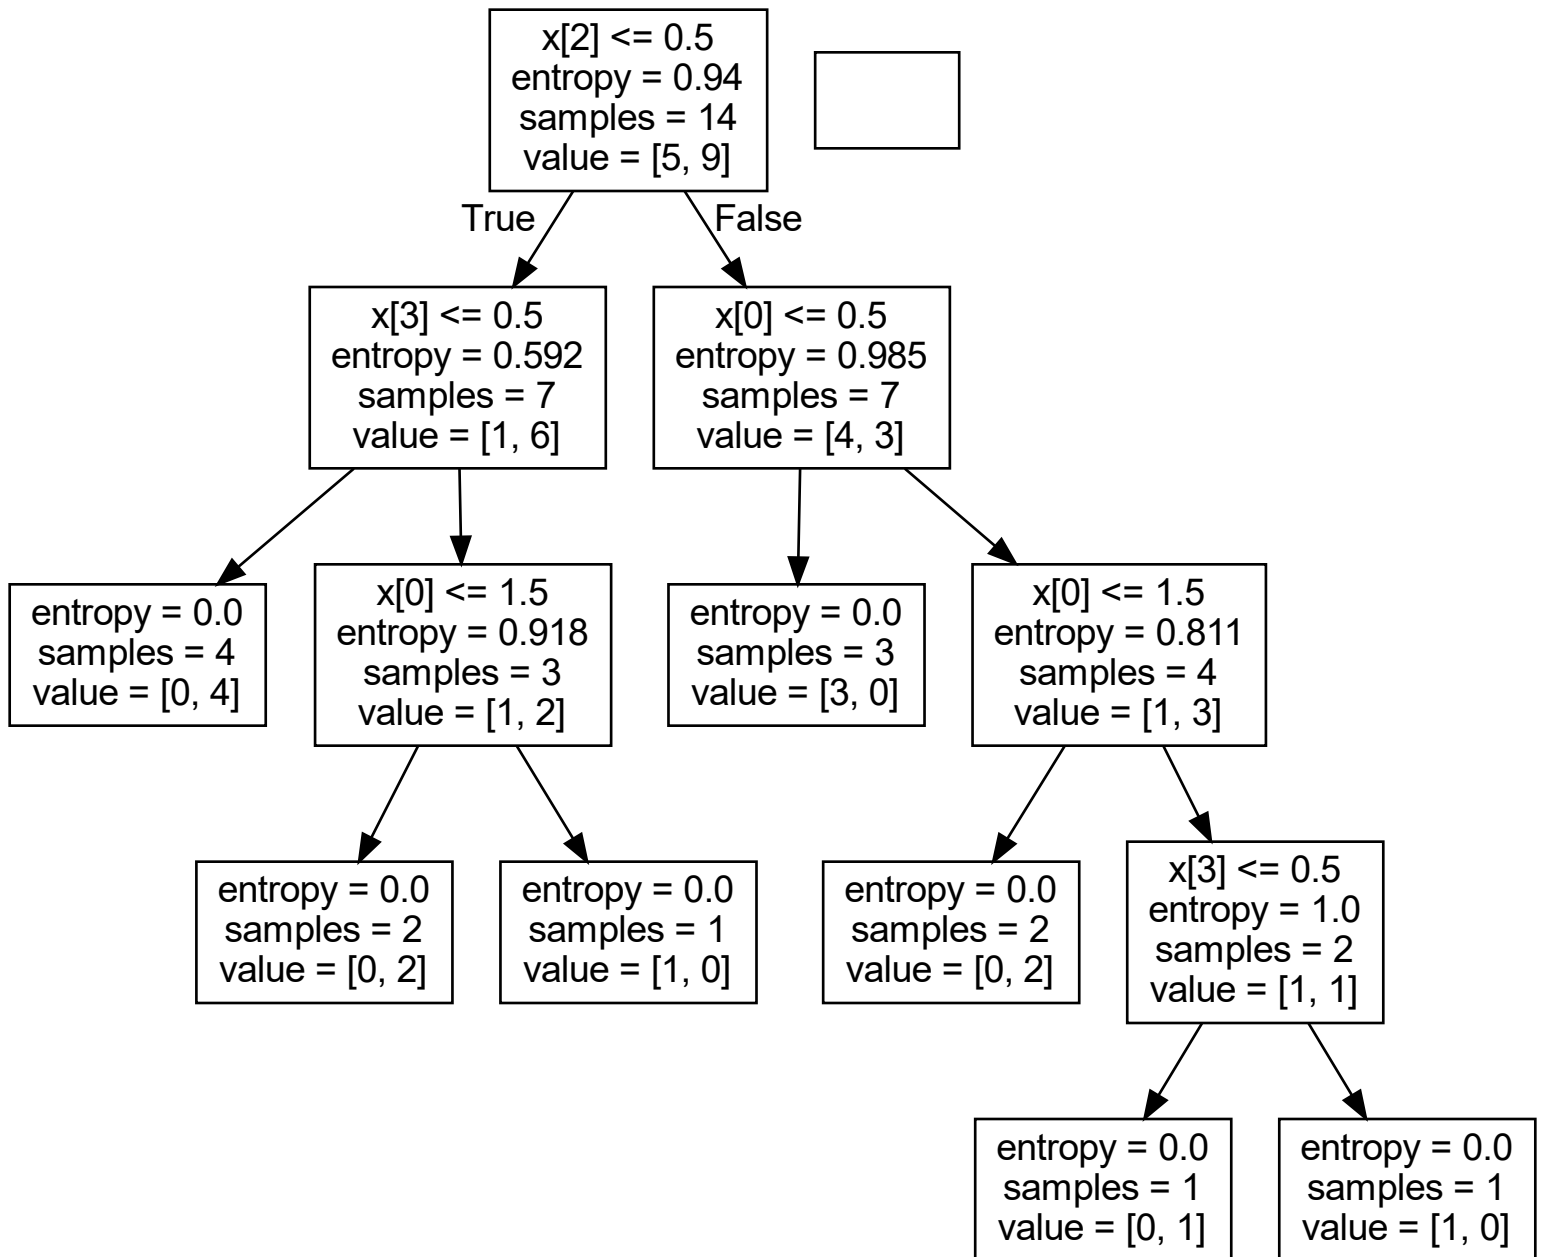 x[2] <= 0.5
entropy = 0.94
samples = 14
value = [5, 9]
True
False
x[3] <= 0.5
entropy = 0.592
samples = 7
value = [1, 6]
x[0] <= 0.5
entropy = 0.985
samples = 7
value = [4, 3]
entropy = 0.0
samples = 4
value = [0, 4]
x[0] <= 1.5
entropy = 0.918
samples = 3
value = [1, 2]
entropy = 0.0
samples = 3
value = [3, 0]
x[0] <= 1.5
entropy = 0.811
samples = 4
value = [1, 3]
entropy = 0.0
samples = 2
value = [0, 2]
entropy = 0.0
samples = 1
value = [1, 0]
entropy = 0.0
samples = 2
value = [0, 2]
x[3] <= 0.5
entropy = 1.0
samples = 2
value = [1, 1]
entropy = 0.0
samples = 1
value = [0, 1]
entropy = 0.0
samples = 1
value = [1, 0]